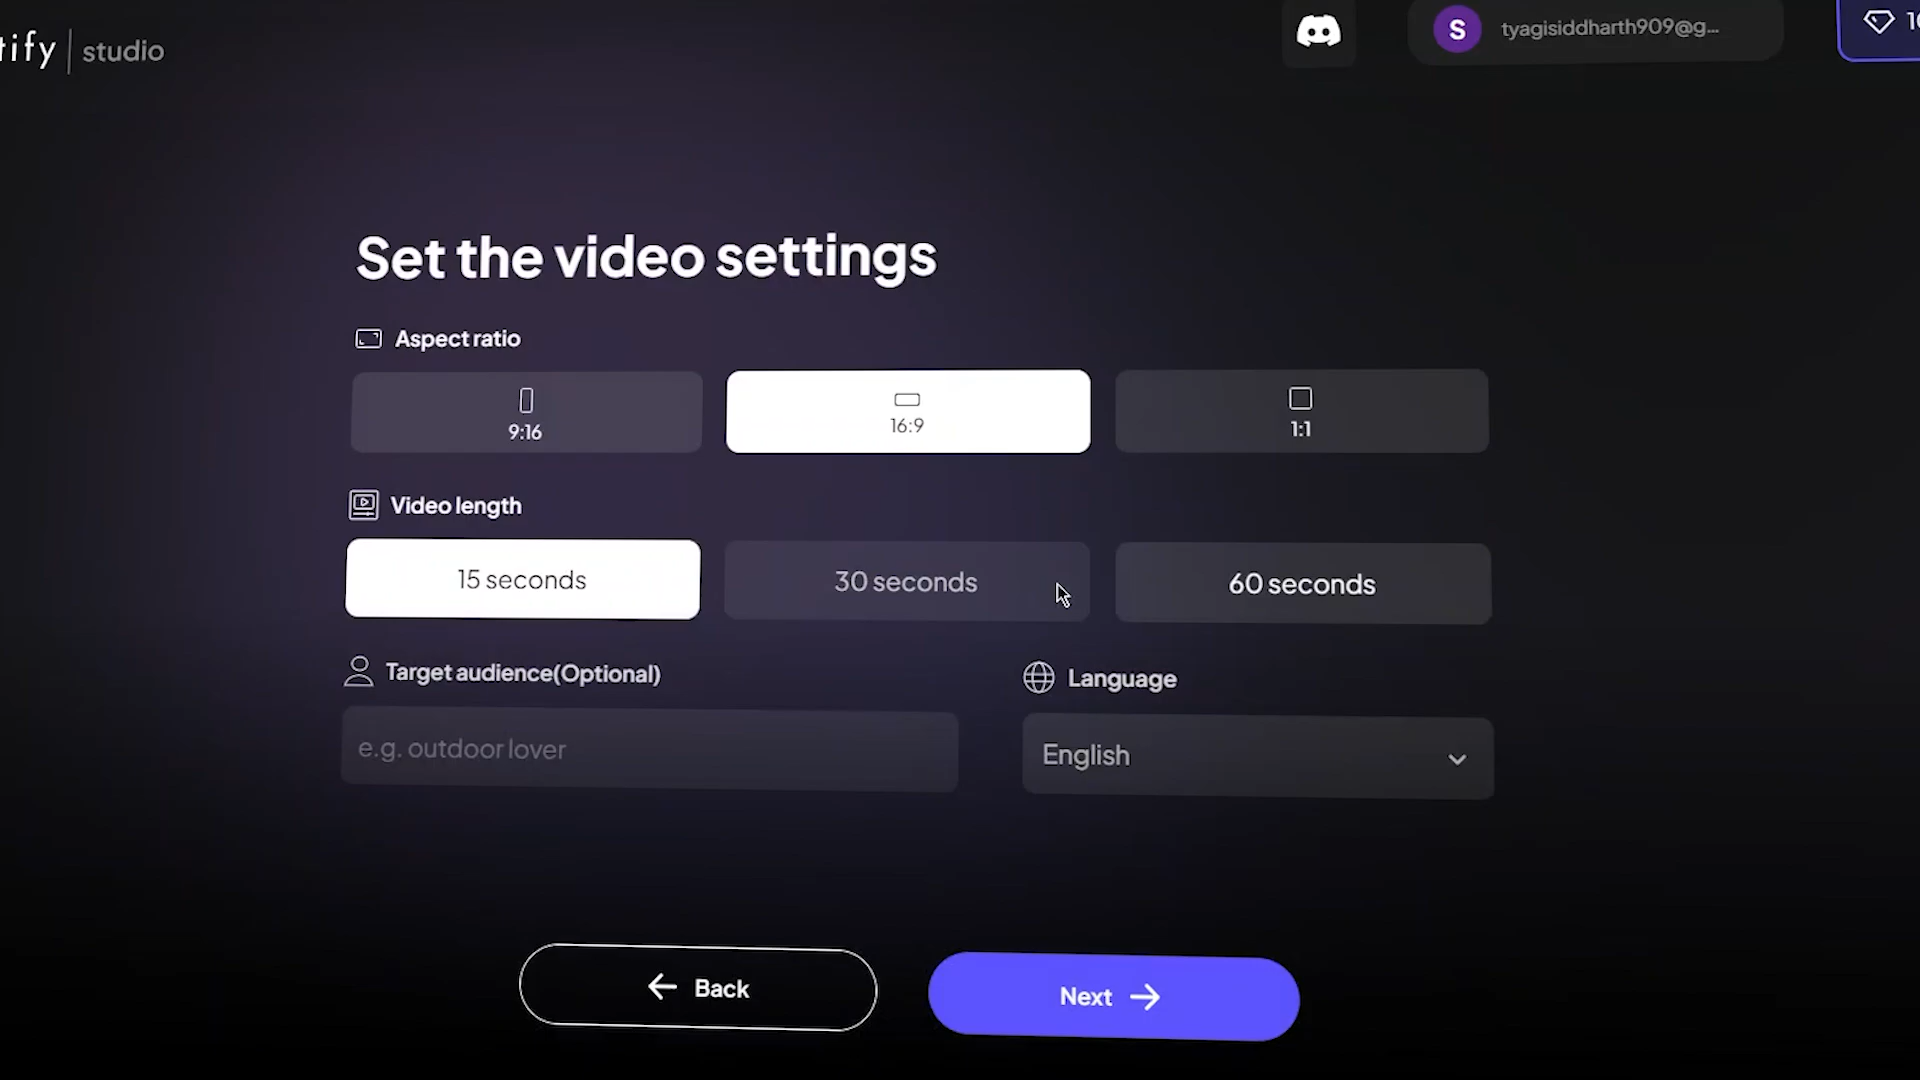 tify | studio
S tyagisiddharth909@g...
Set the video settings
Aspect ratio
9:16
16:9
1:1
Video length
15 seconds
30 seconds
60 seconds
Target audience(Optional)
Language
e.g. outdoor lover
English
← Back
Next →